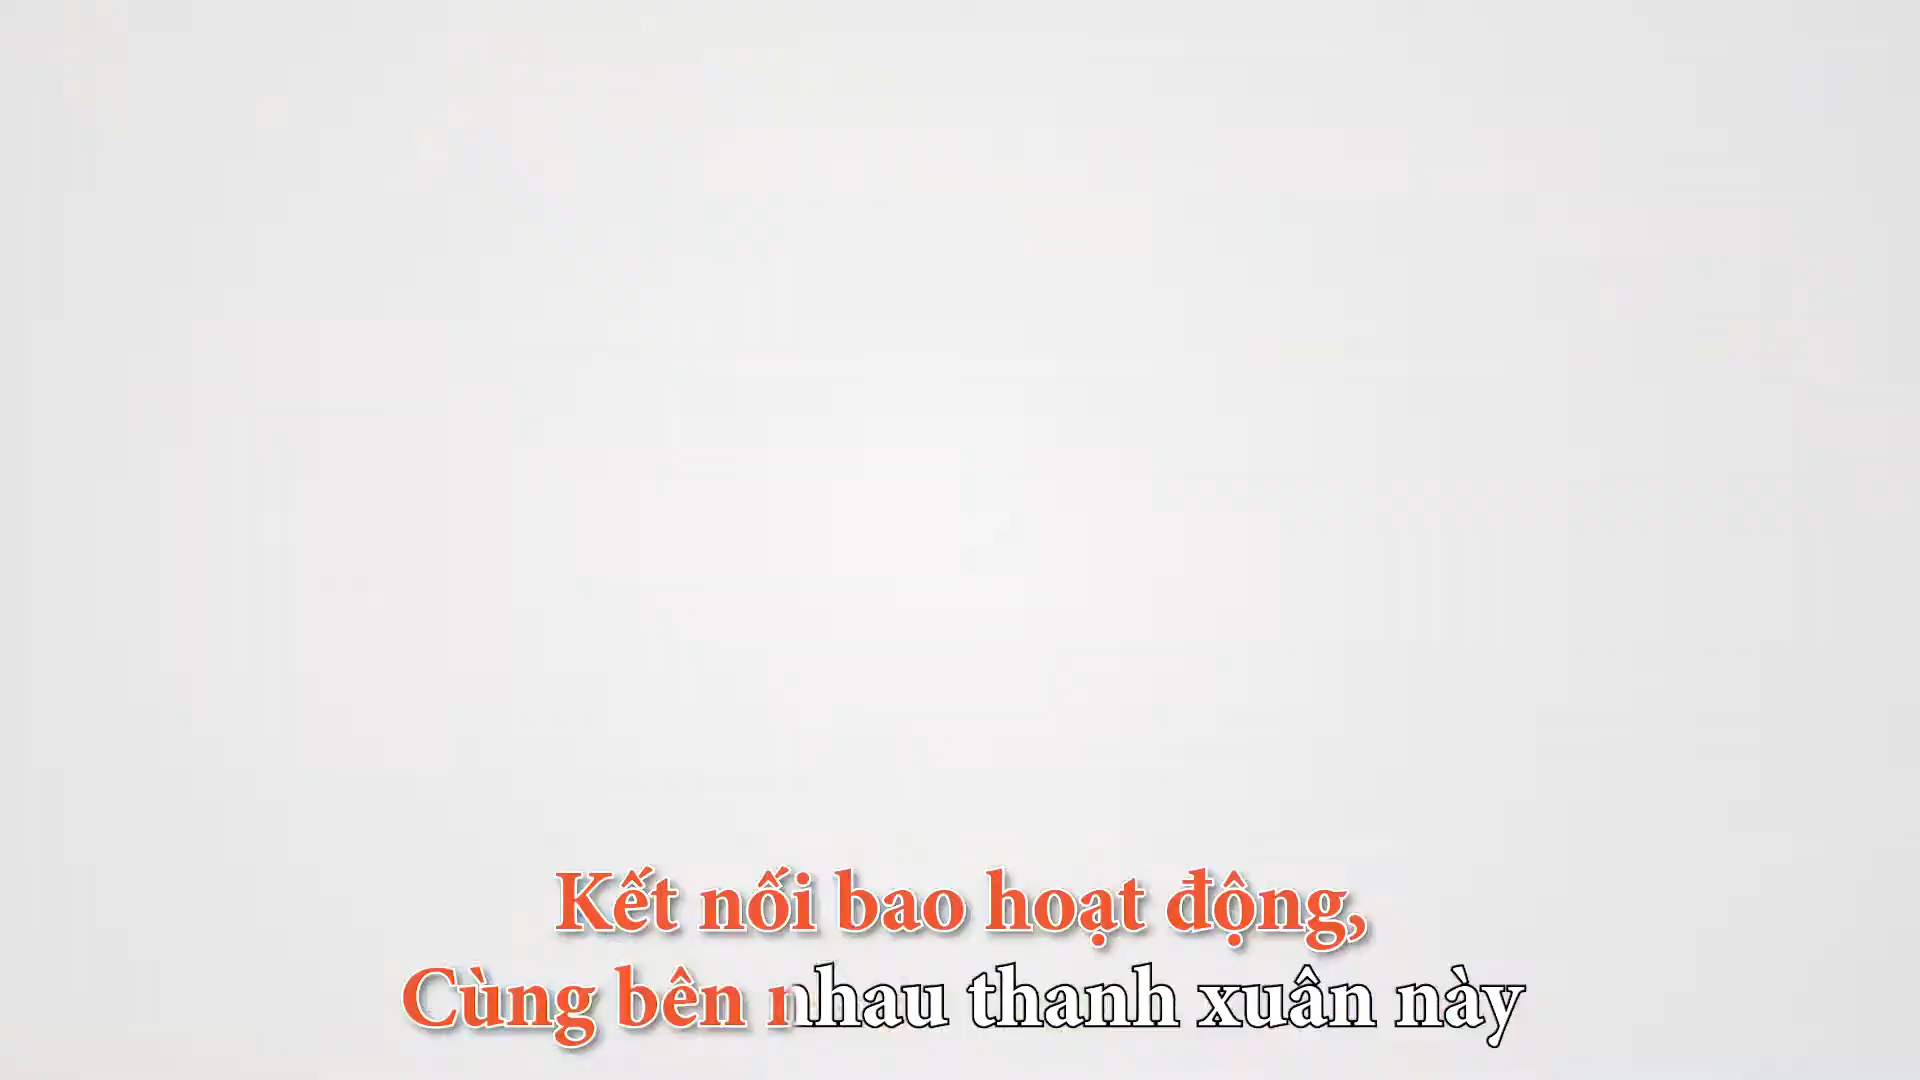 Kết nối bao hoạt động,
Cùng bên nhau thanh xuân này